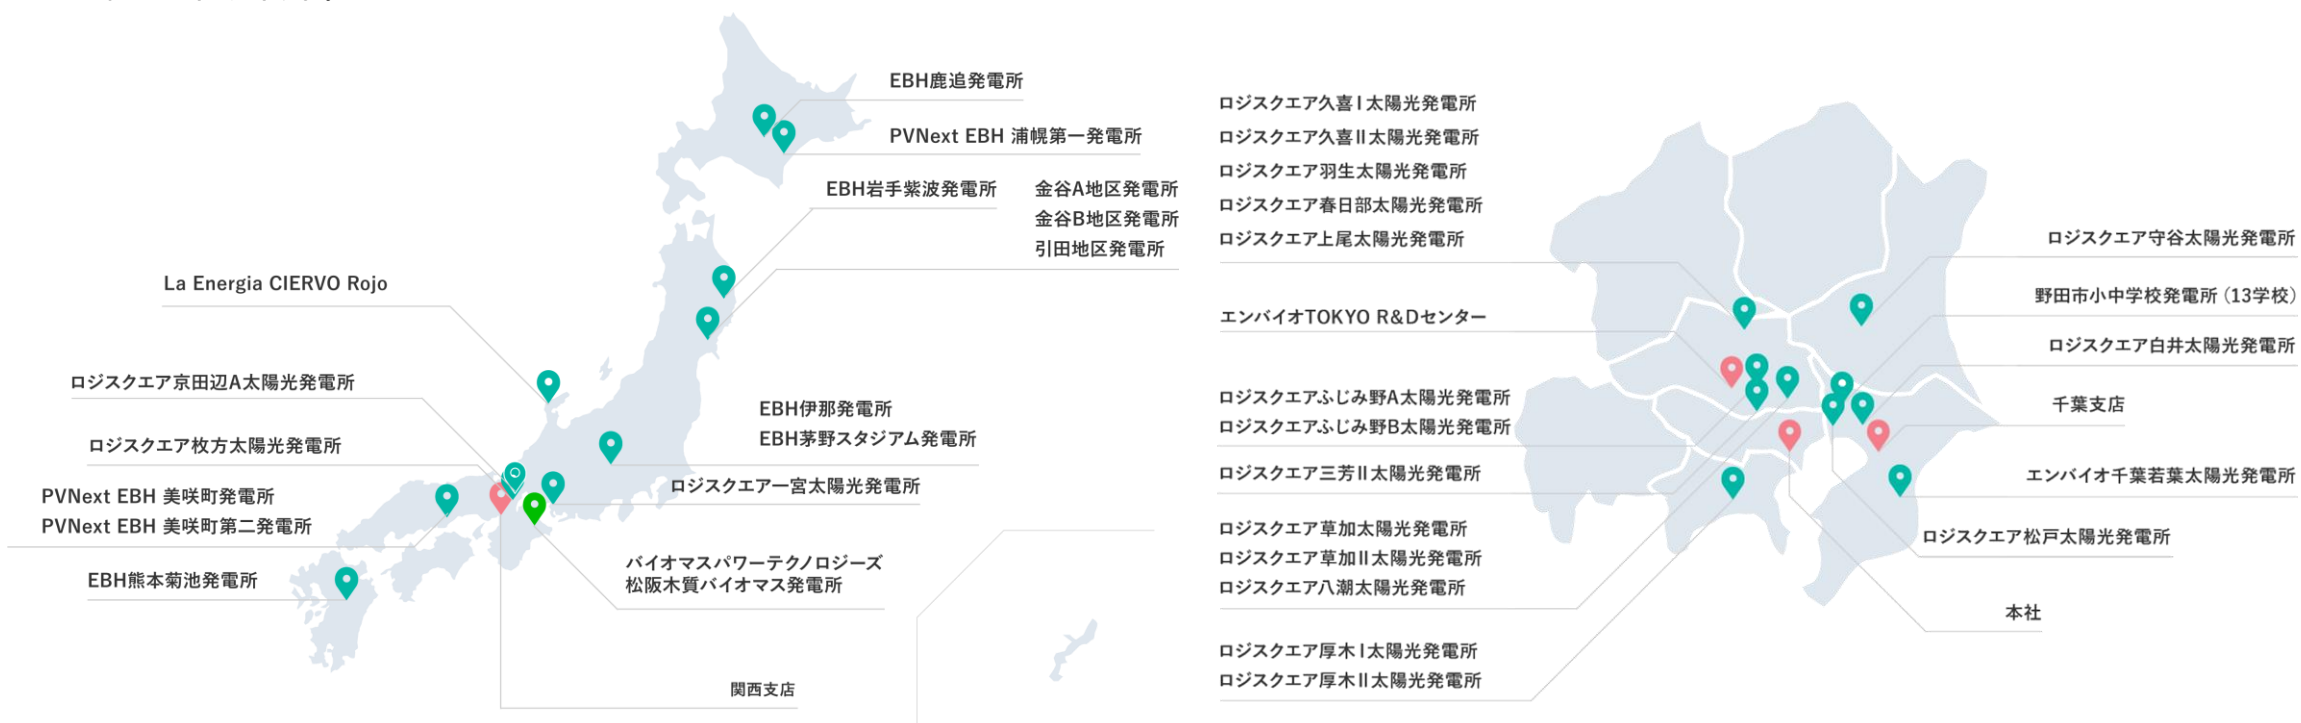 EBH鹿追発電所
PVNext EBH 浦幌第一発電所
EBH岩手紫波発電所
金谷A地区発電所
金谷B地区発電所
引田地区発電所
La Energia CIERVO Rojo
ロジスクエア京田辺A太陽光発電所
ロジスクエア枚方太陽光発電所
PVNext EBH 美咲町発電所
PVNext EBH 美咲町第二発電所
EBH熊本菊池発電所
EBH伊那発電所
EBH茅野スタジアム発電所
ロジスクエア一宮太陽光発電所
バイオマスパワーテクノロジーズ
松阪木質バイオマス発電所
関西支店
ロジスクエア久喜I太陽光発電所
ロジスクエア久喜II太陽光発電所
ロジスクエア羽生太陽光発電所
ロジスクエア春日部太陽光発電所
ロジスクエア上尾太陽光発電所
エンバイオTOKYO R&Dセンター
ロジスクエアふじみ野A太陽光発電所
ロジスクエアふじみ野B太陽光発電所
ロジスクエア三芳II太陽光発電所
ロジスクエア草加太陽光発電所
ロジスクエア草加II太陽光発電所
ロジスクエア八潮太陽光発電所
ロジスクエア厚木I太陽光発電所
ロジスクエア厚木II太陽光発電所
ロジスクエア守谷太陽光発電所
野田市小中学校発電所（13学校）
ロジスクエア白井太陽光発電所
千葉支店
エンバイオ千葉若葉太陽光発電所
ロジスクエア松戸太陽光発電所
本社